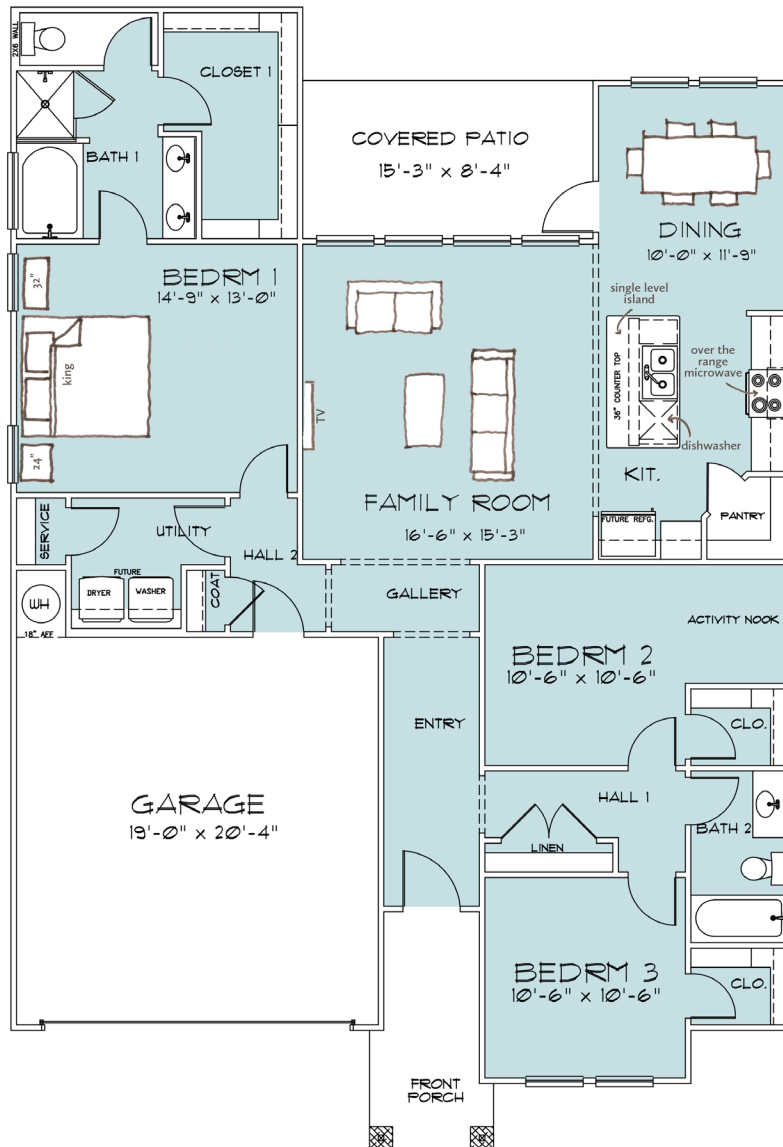 2X6 WALL
CLOSET 1
BATH 1
COVERED PATIO
15'-3" x 8'-4"
DINING
10'-0" x 11'-9"
BEDRM 1
14'-9" x 13'-0"
32"
king
24"
single level
island
over the
range
microwave
36" COUNTER TOP
dishwasher
TV
KIT.
FAMILY ROOM
16'-6" x 15'-3"
PANTRY
FUTURE REFG.
SERVICE
UTILITY
HALL 2
FUTURE
DRYER
WASHER
COAT
GALLERY
WH
18" AFF
ACTIVITY NOOK
BEDRM 2
10'-6" x 10'-6"
CLO.
ENTRY
GARAGE
19'-0" x 20'-4"
HALL 1
BATH 2
LINEN
BEDRM 3
10'-6" x 10'-6"
CLO.
FRONT
PORCH